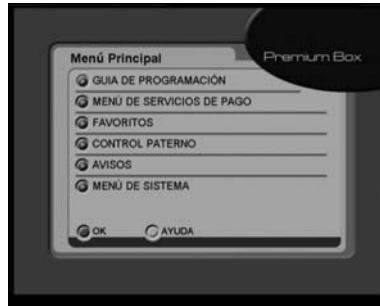 Menú Principal
Premium Box
GUIA DE PROGRAMACIÓN
MENÚ DE SERVICIOS DE PAGO
FAVORITOS
CONTROL PATERNO
AVISOS
MENÚ DE SISTEMA
OK AYUDA